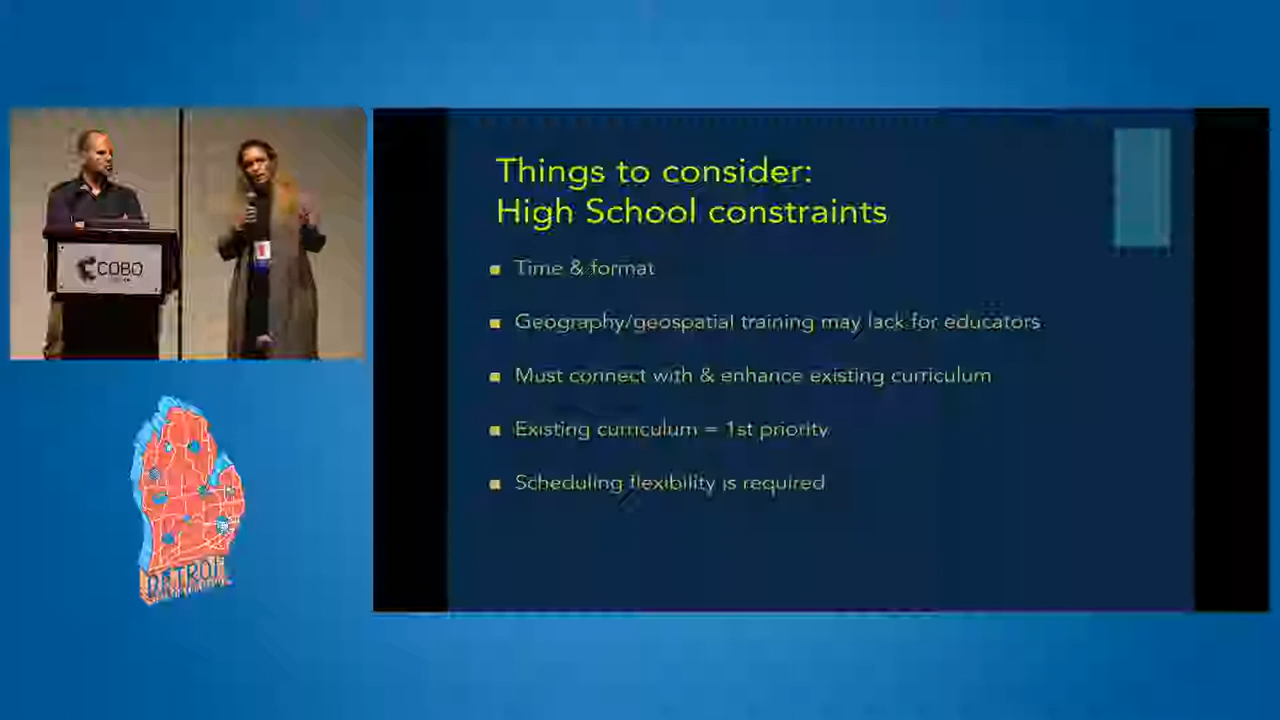 Things to consider:
High School constraints
Time & format
Geography/geospatial training may lack for educators
Must connect with & enhance existing curriculum
Existing curriculum = 1st priority
Scheduling flexibility is required
COBO
DETROIT